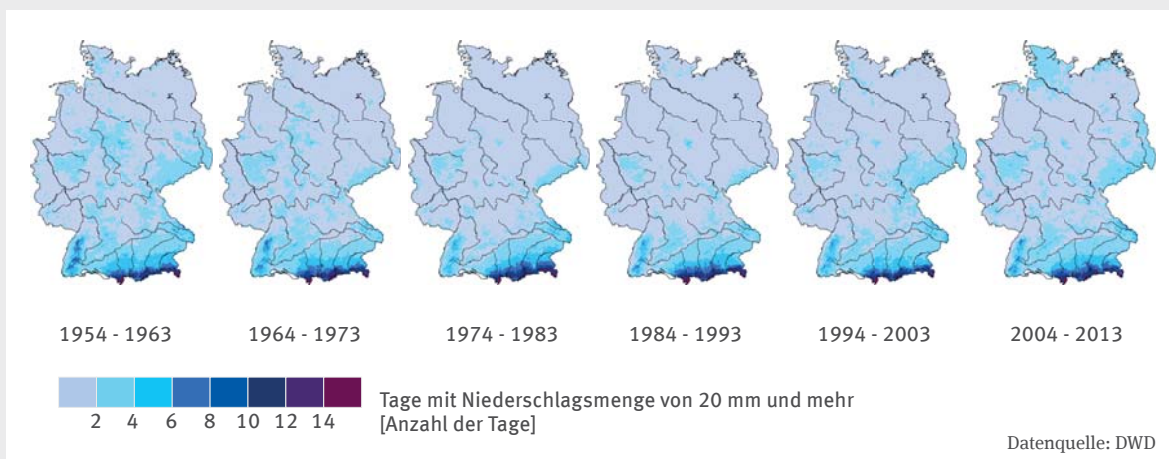 1954 - 1963 1964 - 1973 1974 - 1983 1984 - 1993 1994 - 2003 2004 - 2013
2 4 6 8 10 12 14
Tage mit Niederschlagsmenge von 20 mm und mehr
[Anzahl der Tage]
Datenquelle: DWD